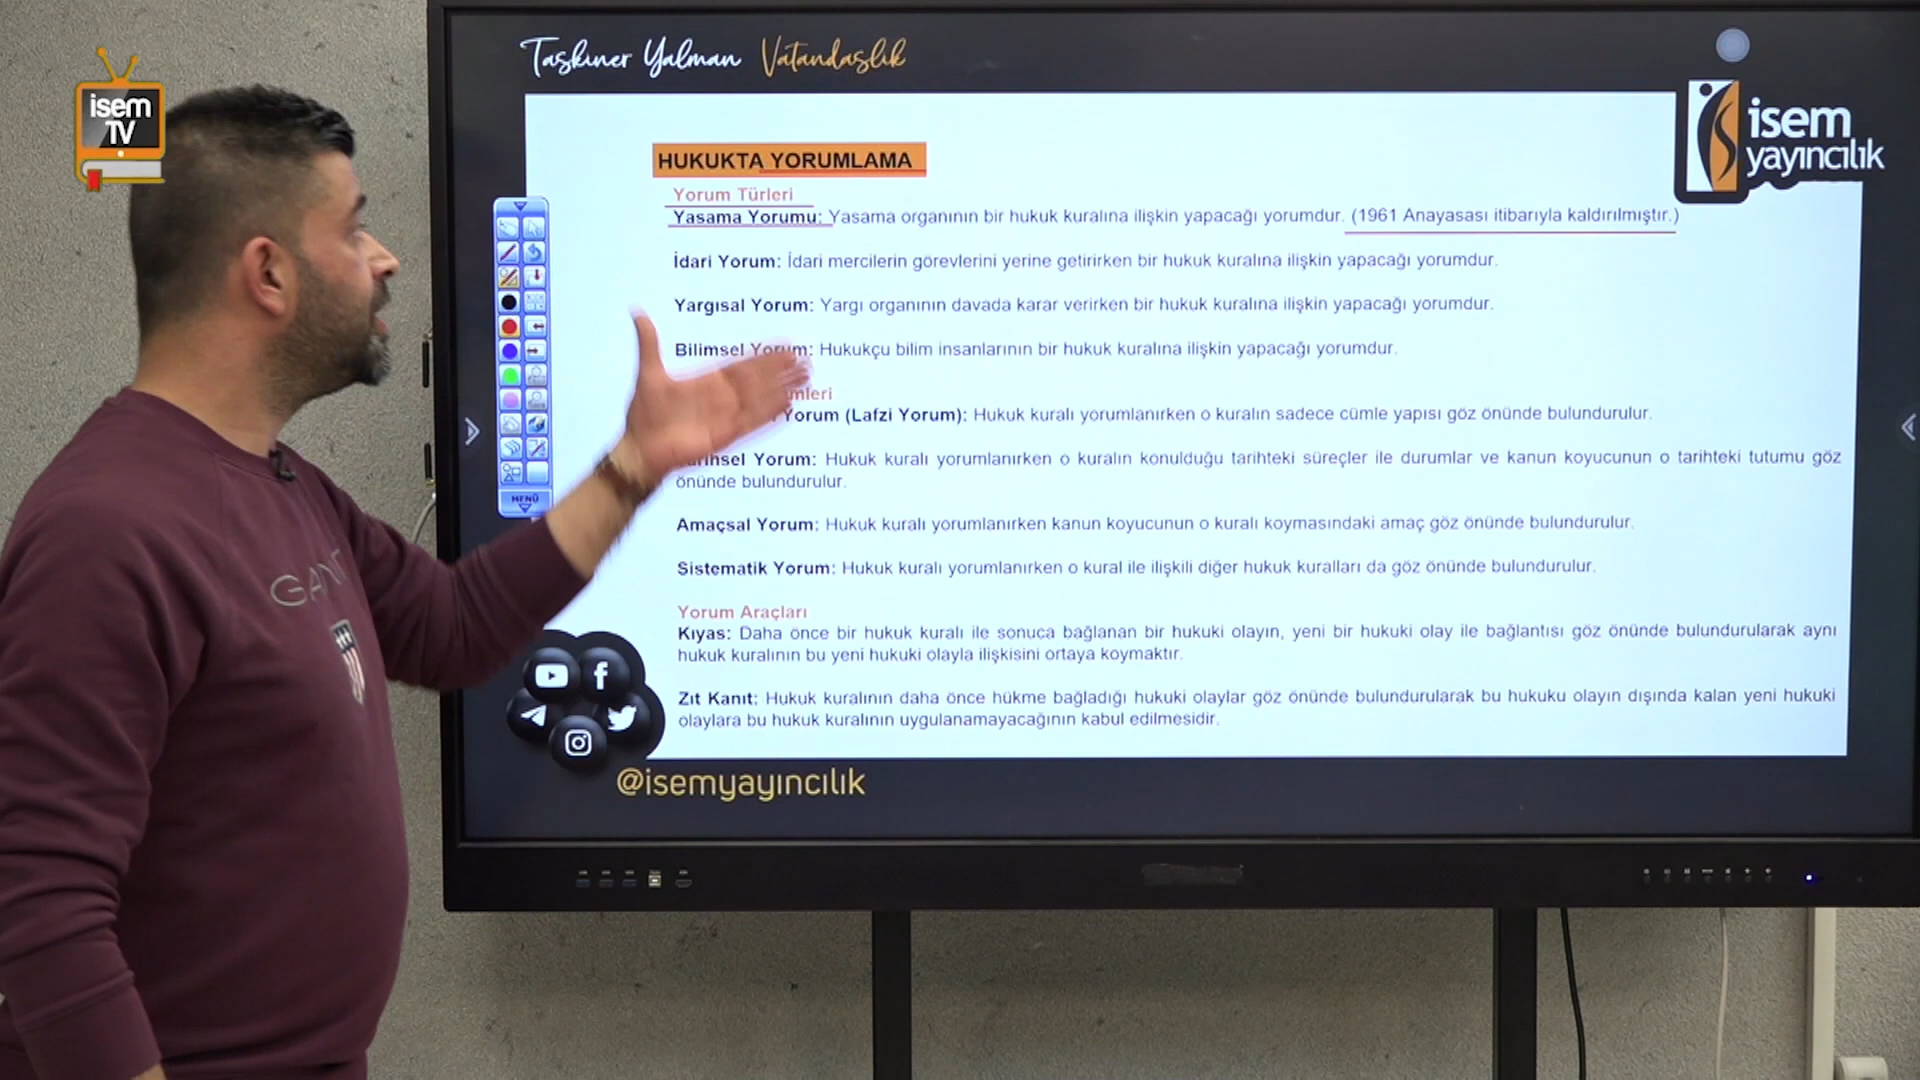 Taşkıner Yalman Vatandaşlık
isem
TV
isem
yayıncılık
HUKUKTA YORUMLAMA
Yorum Türleri
Yasama Yorumu: Yasama organının bir hukuk kuralına ilişkin yapacağı yorumdur. (1961 Anayasası itibarıyla kaldırılmıştır.)
İdari Yorum: İdari mercilerin görevlerini yerine getirirken bir hukuk kuralına ilişkin yapacağı yorumdur.
Yargısal Yorum: Yargı organının davada karar verirken bir hukuk kuralına ilişkin yapacağı yorumdur.
Bilimsel Yorum: Hukukçu bilim insanlarının bir hukuk kuralına ilişkin yapacağı yorumdur.
Yorum (Lafzi Yorum): Hukuk kuralı yorumlanırken o kuralın sadece cümle yapısı göz önünde bulundurulur.
Yorum: Hukuk kuralı yorumlanırken o kuralın konulduğu tarihteki süreçler ile durumlar ve kanun koyucunun o tarihteki tutumu göz
önünde bulundurulur.
Amaçsal Yorum: Hukuk kuralı yorumlanırken kanun koyucunun o kuralı koymasındaki amaç göz önünde bulundurulur.
Sistematik Yorum: Hukuk kuralı yorumlanırken o kural ile ilişkili diğer hukuk kuralları da göz önünde bulundurulur.
Yorum Araçları
Kıyas: Daha önce bir hukuk kuralı ile sonuca bağlanan bir hukuki olayın, yeni bir hukuki olay ile bağlantısı göz önünde bulundurularak aynı
hukuk kuralının bu yeni hukuki olayla ilişkisini ortaya koymaktır.
Zıt Kanıt: Hukuk kuralının daha önce hükme bağladığı hukuki olaylar göz önünde bulundurularak bu hukuku olayın dışında kalan yeni hukuki
olaylara bu hukuk kuralının uygulanamayacağının kabul edilmesidir.
MENÜ
@isemyayıncılık